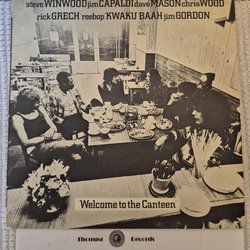 steve WINWOOD jim CAPALDI dave MASON chris WOOD
rick GRECH reebop KWAKU BAAH jim GORDON
Welcome to the Canteen
Thomsun Records